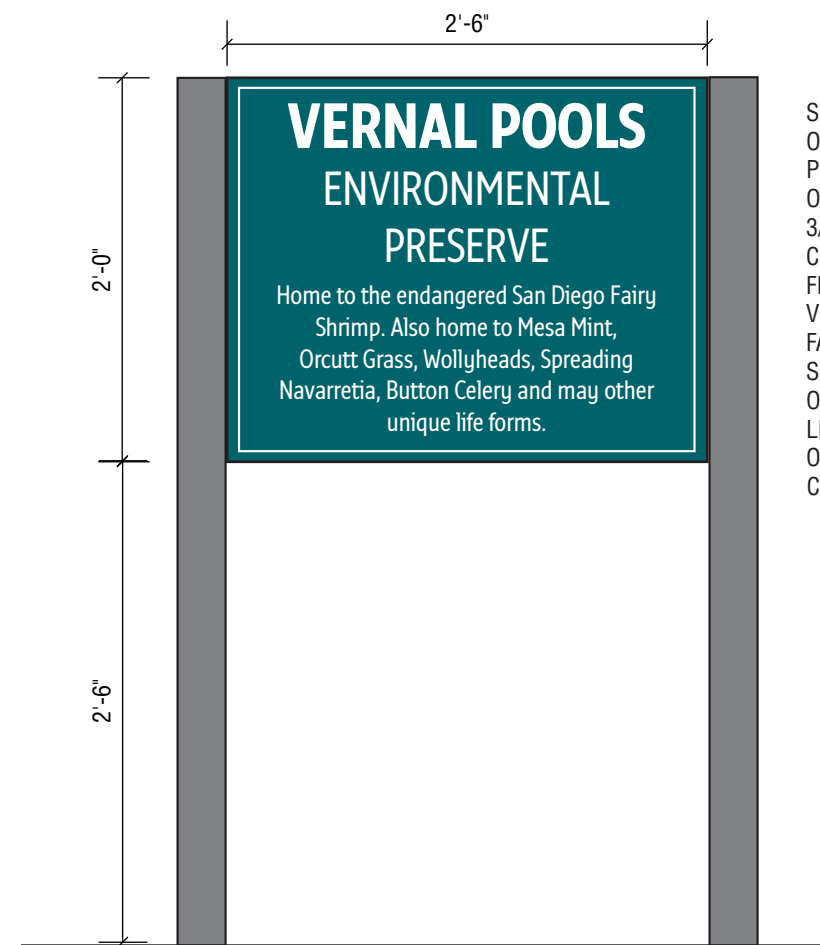 2'-6"
VERNAL POOLS
ENVIRONMENTAL
PRESERVE
Home to the endangered San Diego Fairy
Shrimp. Also home to Mesa Mint,
Orcutt Grass, Wollyheads, Spreading
Navarretia, Button Celery and may other
unique life forms.
2'-0"
2'-6"